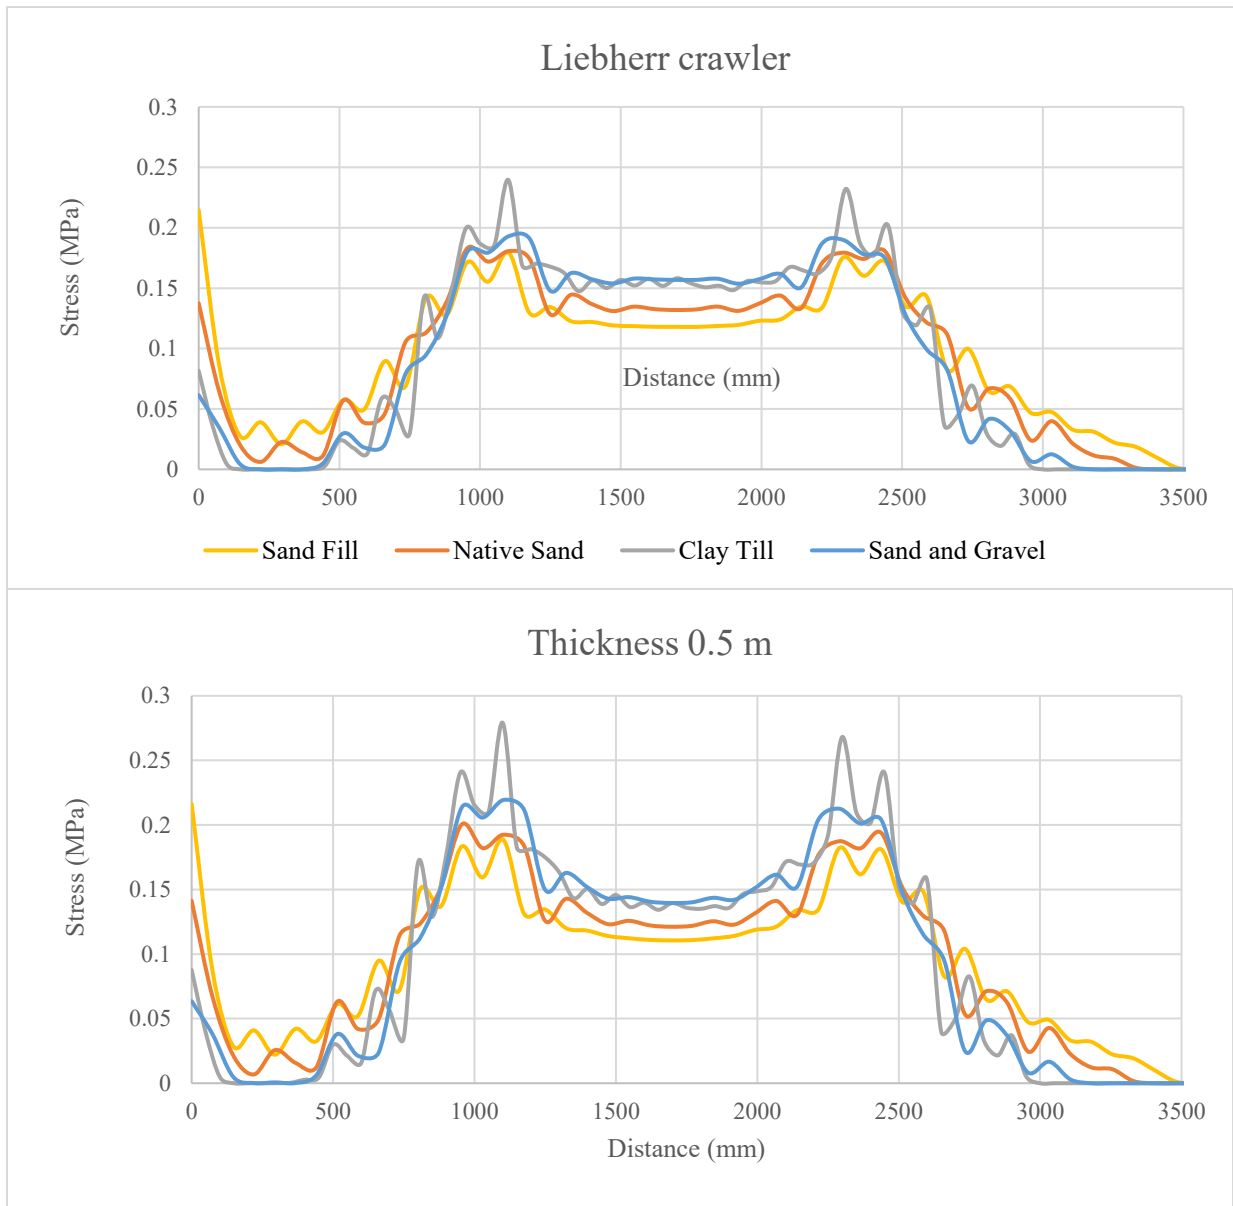 Liebherr crawler
0.3
0.25
0.2
0.15
0.1
0.05
0
Stress (MPa)
Distance (mm)
0 500 1000 1500 2000 2500 3000 3500
Sand Fill Native Sand Clay Till Sand and Gravel
Thickness 0.5 m
0.3
0.25
0.2
0.15
0.1
0.05
0
Stress (MPa)
0 500 1000 1500 2000 2500 3000 3500
Distance (mm)